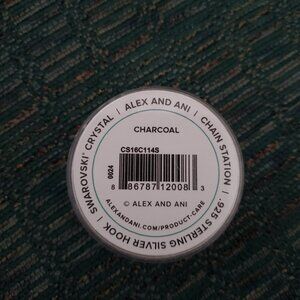 SWAROVSKI® CRYSTAL | ALEX AND ANI | CHAIN STATION | .925 STERLING SILVER HOOK |
CHARCOAL
CS16C114S
0024
8 86787 12008 3
© ALEX AND ANI
ALEXANDANI.COM/PRODUCT-CARE